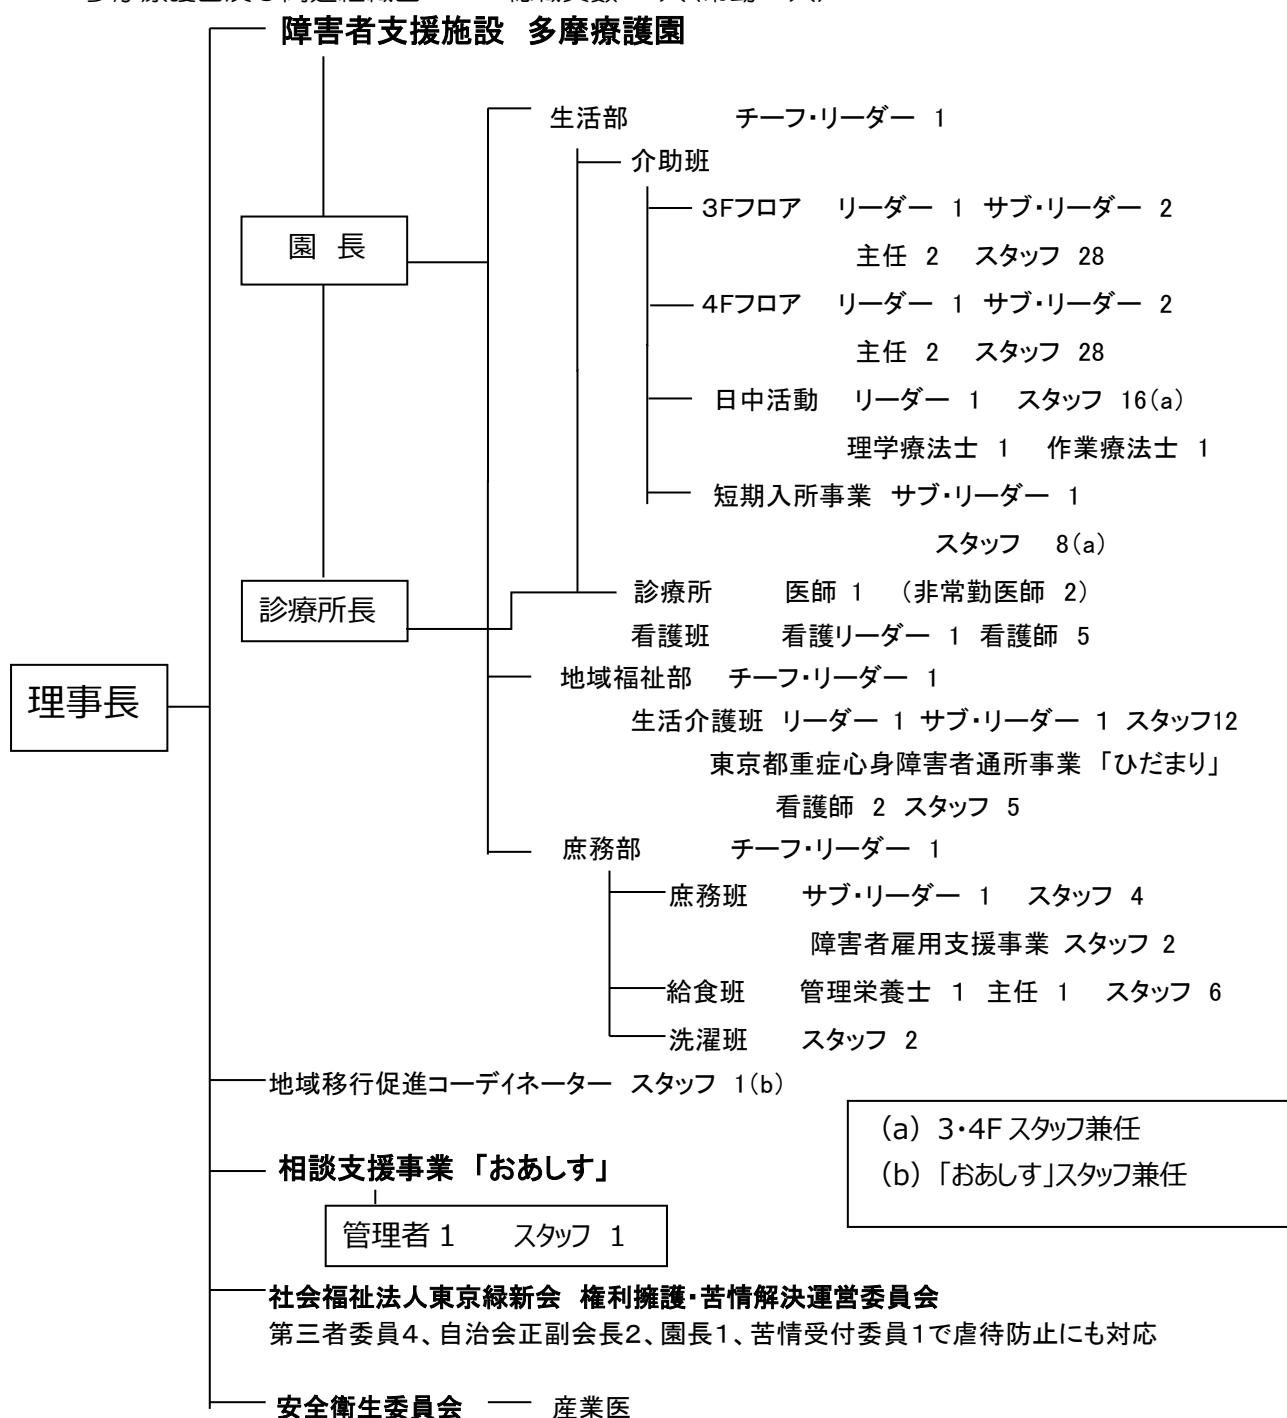 障害者支援施設 多摩療護園
生活部 チーフ・リーダー 1
介助班
3Fフロア リーダー 1 サブ・リーダー 2
園 長
主任 2 スタッフ 28
4Fフロア リーダー 1 サブ・リーダー 2
主任 2 スタッフ 28
日中活動 リーダー 1 スタッフ 16(a)
理学療法士 1 作業療法士 1
短期入所事業 サブ・リーダー 1
スタッフ 8(a)
診療所長
診療所 医師 1 (非常勤医師 2)
看護班 看護リーダー 1 看護師 5
理事長
地域福祉部 チーフ・リーダー 1
生活介護班 リーダー 1 サブ・リーダー 1 スタッフ12
東京都重症心身障害者通所事業 「ひだまり」
看護師 2 スタッフ 5
庶務部 チーフ・リーダー 1
庶務班 サブ・リーダー 1 スタッフ 4
障害者雇用支援事業 スタッフ 2
給食班 管理栄養士 1 主任 1 スタッフ 6
洗濯班 スタッフ 2
地域移行促進コーディネーター スタッフ 1(b)
(a) 3・4Fスタッフ兼任
(b) 「おあしす」スタッフ兼任
相談支援事業 「おあしす」
管理者 1 スタッフ 1
社会福祉法人東京緑新会 権利擁護・苦情解決運営委員会
第三者委員4、自治会正副会長2、園長1、苦情受付委員1で虐待防止にも対応
安全衛生委員会 産業医